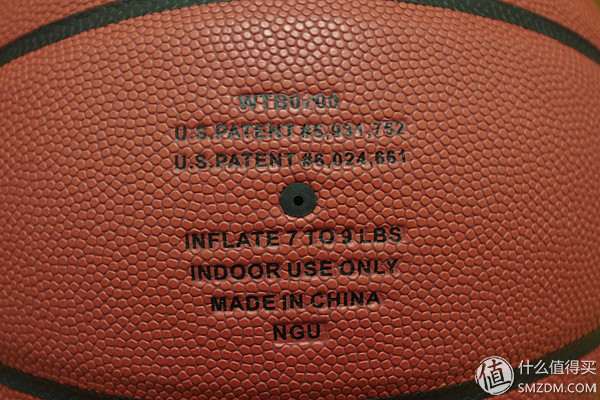 WTB0700
U.S.PATENT #5,931,752
U.S.PATENT #6,024,661
INFLATE 7 TO 9 LBS
INDOOR USE ONLY
MADE IN CHINA
NGU
值 什么值得买
SMZDM.COM